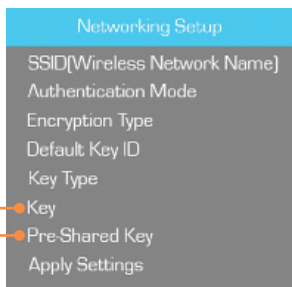 Networking Setup
SSID(Wireless Network Name)
Authentication Mode
Encryption Type
Default Key ID
Key Type
Key
Pre-Shared Key
Apply Settings